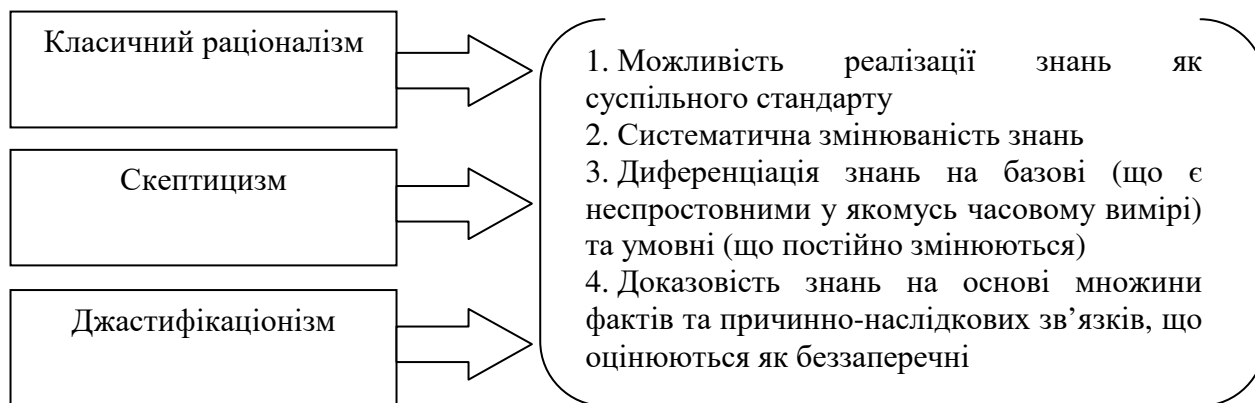 Класичний раціоналізм
Скептицизм
Джастифікаціонізм
1. Можливість реалізації знань як
суспільного стандарту
2. Систематична змінюваність знань
3. Диференціація знань на базові (що є
неспростовними у якомусь часовому вимірі)
та умовні (що постійно змінюються)
4. Доказовість знань на основі множини
фактів та причинно-наслідкових зв’язків, що
оцінюються як беззаперечні